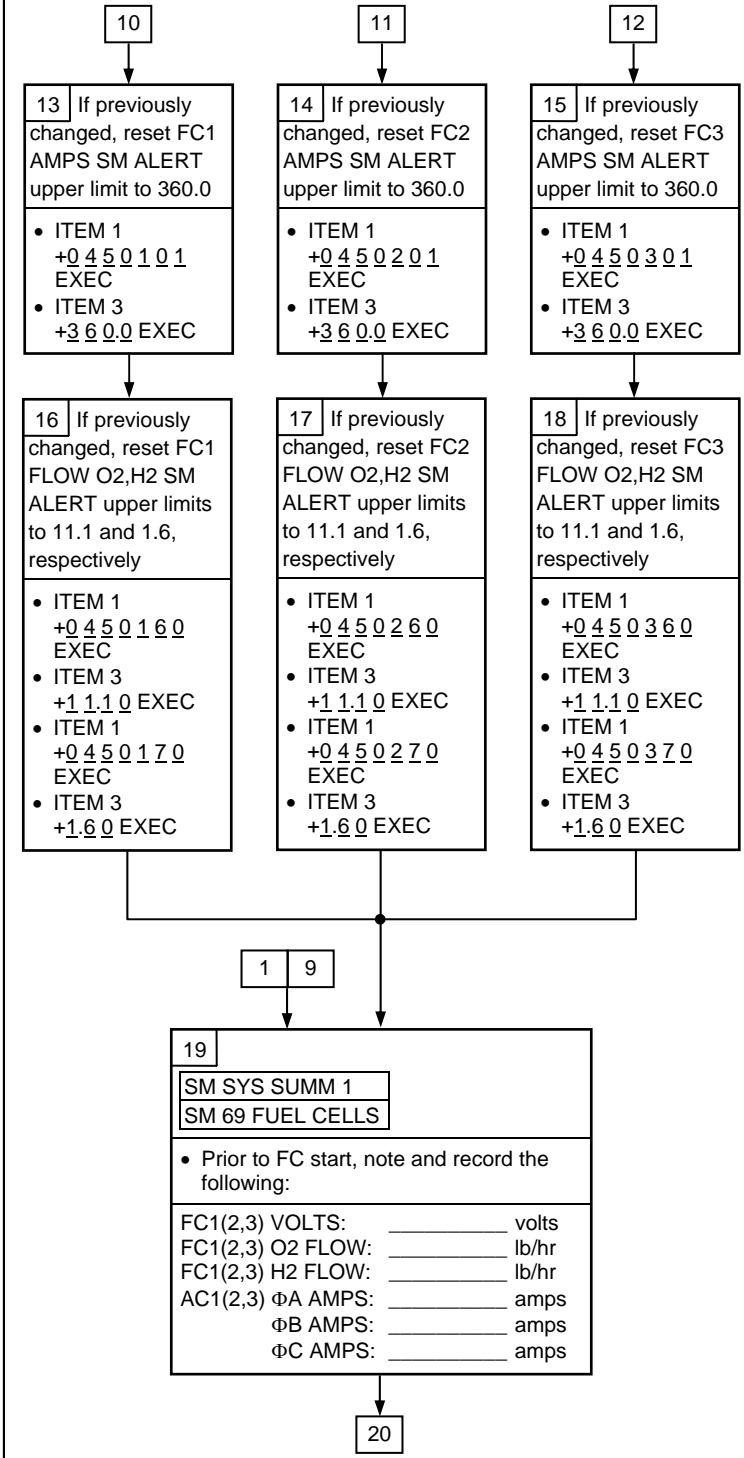 10
13 If previously
changed, reset FC1
AMPS SM ALERT
upper limit to 360.0
• ITEM 1
+0 4 5 0 1 0 1
EXEC
• ITEM 3
+3 6 0.0 EXEC
16 If previously
changed, reset FC1
FLOW O2,H2 SM
ALERT upper limits
to 11.1 and 1.6,
respectively
• ITEM 1
+0 4 5 0 1 6 0
EXEC
• ITEM 3
+1 1.1 0 EXEC
• ITEM 1
+0 4 5 0 1 7 0
EXEC
• ITEM 3
+1.6 0 EXEC
11
14 If previously
changed, reset FC2
AMPS SM ALERT
upper limit to 360.0
• ITEM 1
+0 4 5 0 2 0 1
EXEC
• ITEM 3
+3 6 0.0 EXEC
17 If previously
changed, reset FC2
FLOW O2,H2 SM
ALERT upper limits
to 11.1 and 1.6,
respectively
• ITEM 1
+0 4 5 0 2 6 0
EXEC
• ITEM 3
+1 1.1 0 EXEC
• ITEM 1
+0 4 5 0 2 7 0
EXEC
• ITEM 3
+1.6 0 EXEC
12
15 If previously
changed, reset FC3
AMPS SM ALERT
upper limit to 360.0
• ITEM 1
+0 4 5 0 3 0 1
EXEC
• ITEM 3
+3 6 0.0 EXEC
18 If previously
changed, reset FC3
FLOW O2,H2 SM
ALERT upper limits
to 11.1 and 1.6,
respectively
• ITEM 1
+0 4 5 0 3 6 0
EXEC
• ITEM 3
+1 1.1 0 EXEC
• ITEM 1
+0 4 5 0 3 7 0
EXEC
• ITEM 3
+1.6 0 EXEC
1 9
19
SM SYS SUMM 1
SM 69 FUEL CELLS
• Prior to FC start, note and record the
following:
FC1(2,3) VOLTS: __________ volts
FC1(2,3) O2 FLOW: __________ lb/hr
FC1(2,3) H2 FLOW: __________ lb/hr
AC1(2,3) ΦA AMPS: __________ amps
ΦB AMPS: __________ amps
ΦC AMPS: __________ amps
20